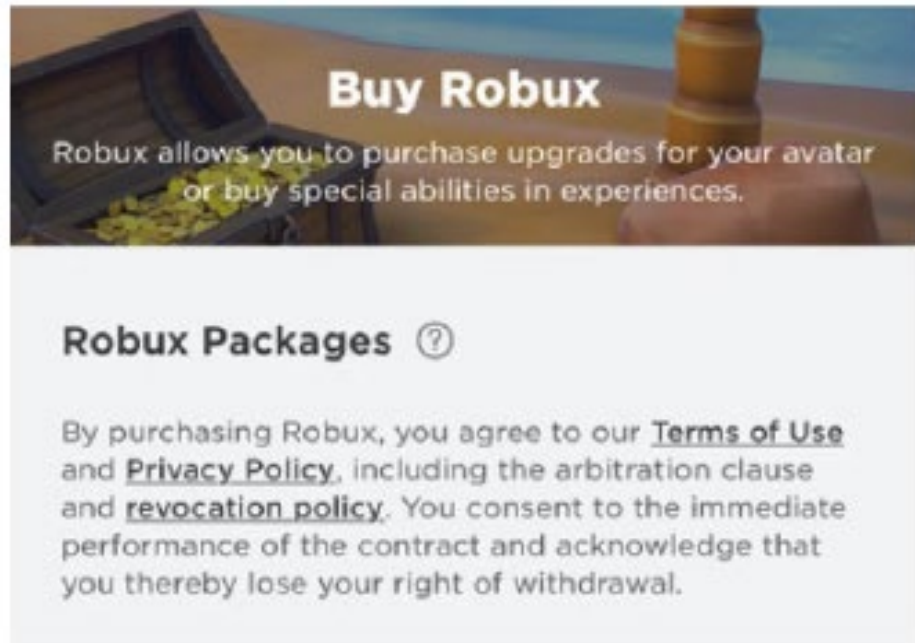 Buy Robux
Robux allows you to purchase upgrades for your avatar
or buy special abilities in experiences.
Robux Packages ?
By purchasing Robux, you agree to our Terms of Use
and Privacy Policy, including the arbitration clause
and revocation policy. You consent to the immediate
performance of the contract and acknowledge that
you thereby lose your right of withdrawal.